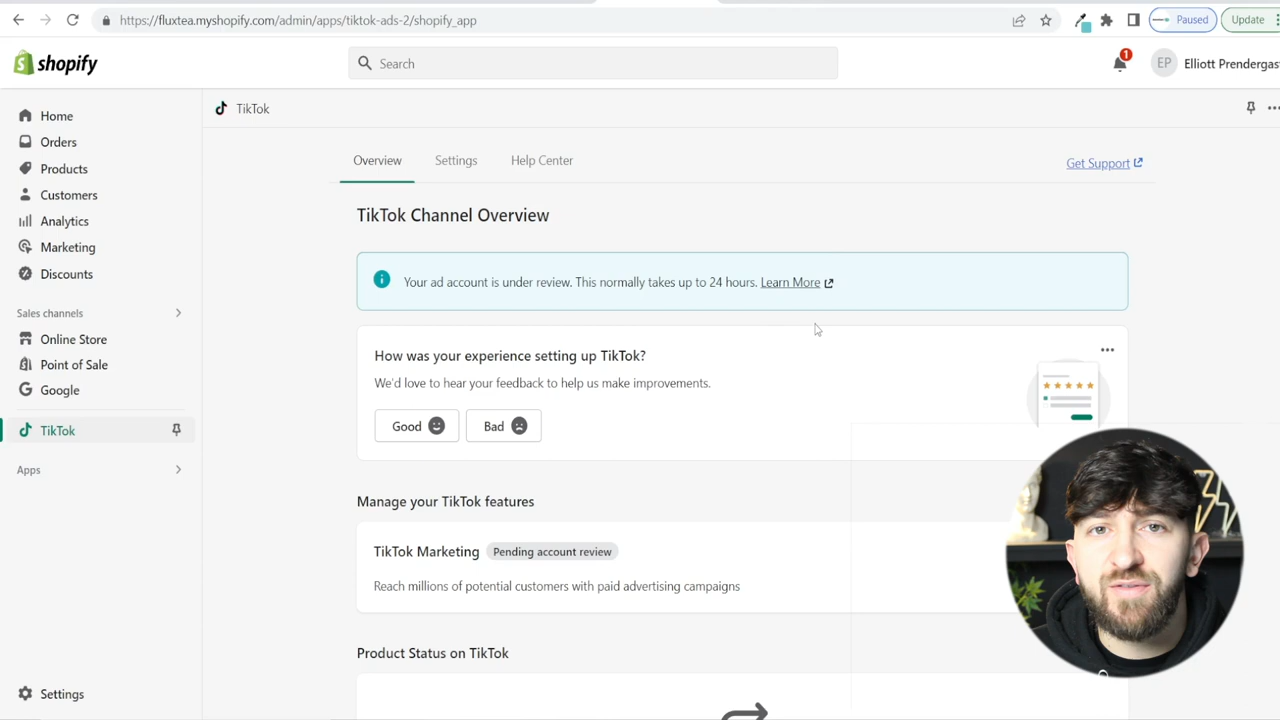 https://fluxtea.myshopify.com/admin/apps/tiktok-ads-2/shopify_app
Paused
Update
shopify
Search
1
EP
Elliott Prendergas
Home
Orders
Products
Customers
Analytics
Marketing
Discounts
Sales channels
Online Store
Point of Sale
Google
TikTok
Apps
Settings
TikTok
Overview
Settings
Help Center
Get Support
TikTok Channel Overview
Your ad account is under review. This normally takes up to 24 hours. Learn More
How was your experience setting up TikTok?
We'd love to hear your feedback to help us make improvements.
Good
Bad
Manage your TikTok features
TikTok Marketing Pending account review
Reach millions of potential customers with paid advertising campaigns
Product Status on TikTok